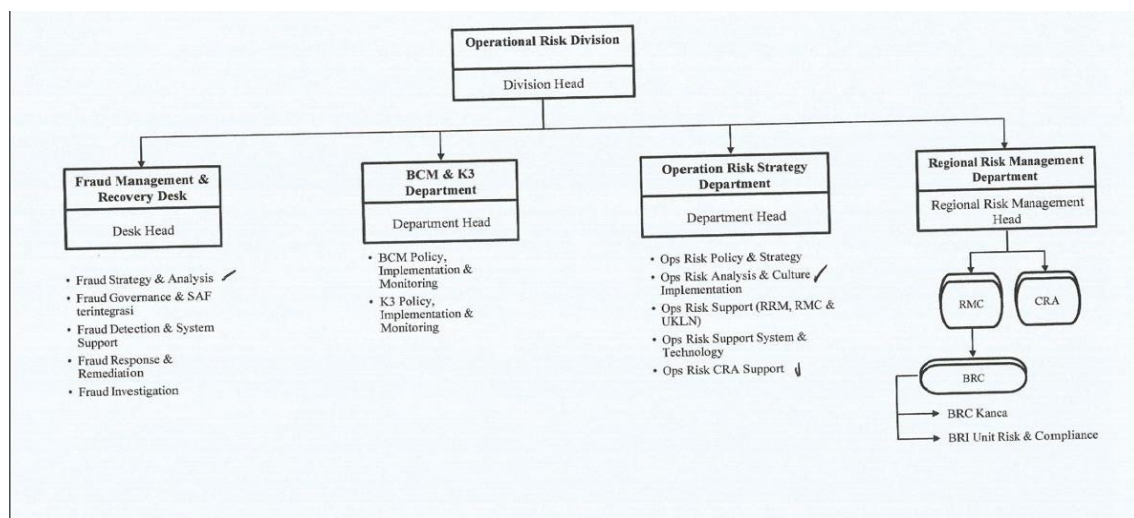 Operational Risk Division
Division Head
Fraud Management &
Recovery Desk
Desk Head
• Fraud Strategy & Analysis
• Fraud Governance & SAF
terintegrasi
• Fraud Detection & System
Support
• Fraud Response &
Remediation
• Fraud Investigation
BCM & K3
Department
Department Head
• BCM Policy,
Implementation &
Monitoring
• K3 Policy,
Implementation &
Monitoring
Operation Risk Strategy
Department
Department Head
• Ops Risk Policy & Strategy
• Ops Risk Analysis & Culture
Implementation
• Ops Risk Support (RRM, RMC &
UKLN)
• Ops Risk Support System &
Technology
• Ops Risk CRA Support
Regional Risk Management
Department
Regional Risk Management
Head
RMC
CRA
BRC
BRC Kanca
BRI Unit Risk & Compliance